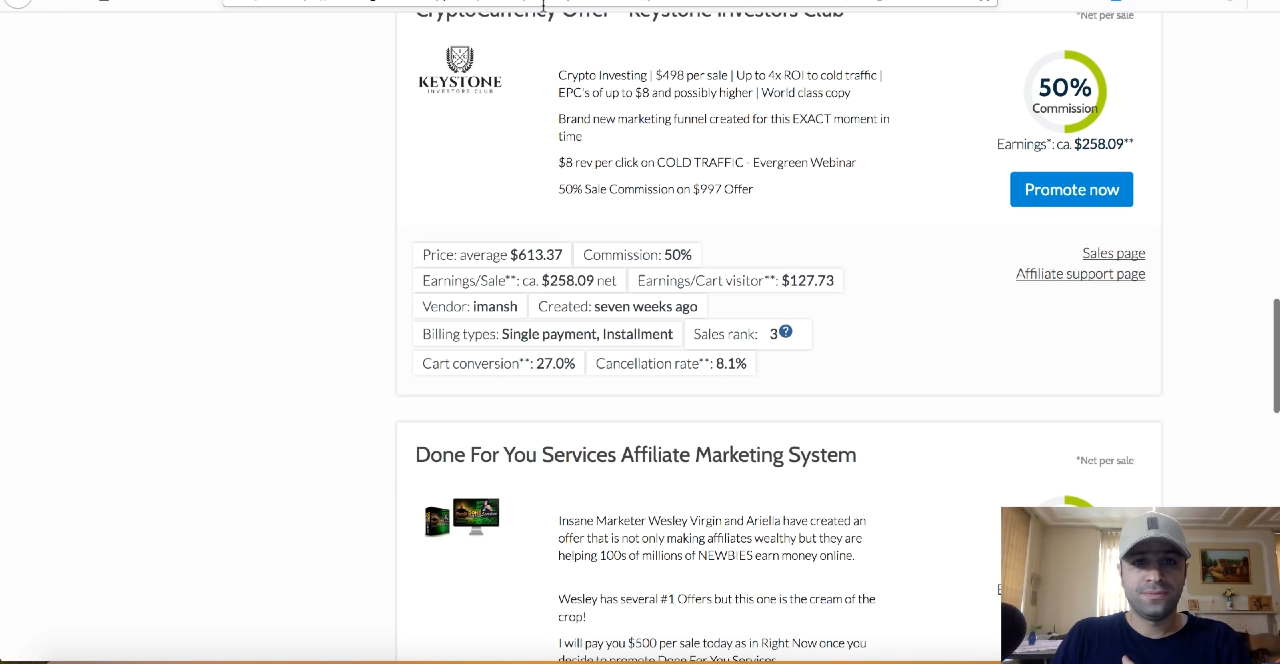 CryptoCurrency Offer - Keystone Investors Club
*Net per sale
KEYSTONE
INVESTORS CLUB
Crypto Investing | $498 per sale | Up to 4x ROI to cold traffic |
EPC's of up to $8 and possibly higher | World class copy
Brand new marketing funnel created for this EXACT moment in
time
$8 rev per click on COLD TRAFFIC - Evergreen Webinar
50% Sale Commission on $997 Offer
50%
Commission
Earnings*: ca. $258.09**
Promote now
Price: average $613.37
Commission: 50%
Earnings/Sale**: ca. $258.09 net
Earnings/Cart visitor**: $127.73
Vendor: imansh
Created: seven weeks ago
Billing types: Single payment, Installment
Sales rank: 3
Cart conversion**: 27.0%
Cancellation rate**: 8.1%
Sales page
Affiliate support page
Done For You Services Affiliate Marketing System
*Net per sale
Insane Marketer Wesley Virgin and Ariella have created an
offer that is not only making affiliates wealthy but they are
helping 100s of millions of NEWBIES earn money online.
Wesley has several #1 Offers but this one is the cream of the
crop!
I will pay you $500 per sale today as in Right Now once you
decide to promote Done For You Services